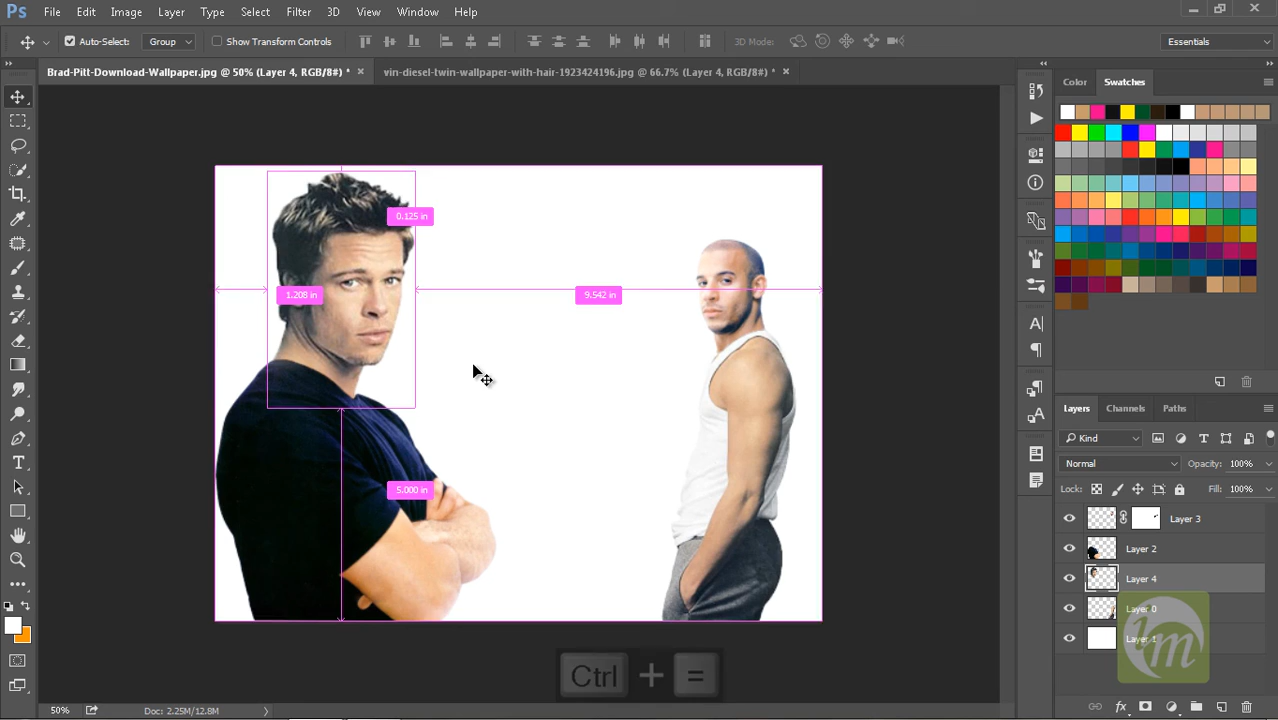 Ps File Edit Image Layer Type Select Filter 3D View Window Help
Auto-Select: Group Show Transform Controls 3D Mode: Essentials
Brad-Pitt-Download-Wallpaper.jpg @ 50% (Layer 4, RGB/8#) * × vin-diesel-twin-wallpaper-with-hair-1923424196.jpg @ 66.7% (Layer 4, RGB/8#) * ×
Color Swatches
0.125 in
1.208 in
9.542 in
5.000 in
Layers Channels Paths
Kind
Normal Opacity: 100%
Lock: Fill: 100%
Layer 3
Layer 2
Layer 4
Layer 0
Layer 1
lm
Ctrl + =
50% Doc: 2.25M/12.8M